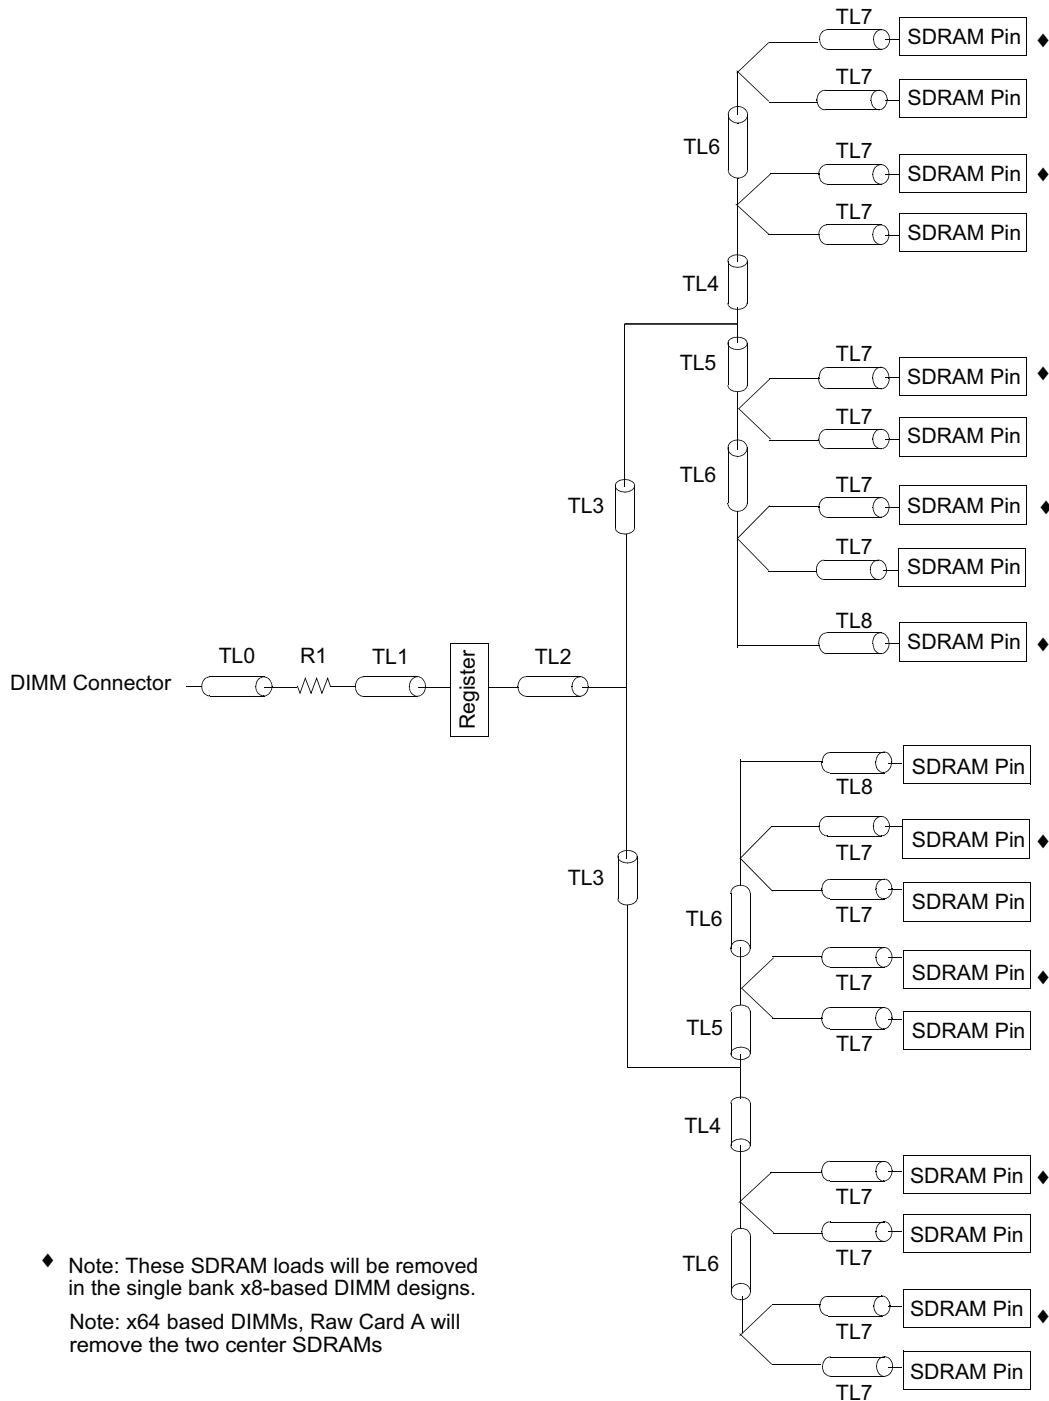 TL7
SDRAM Pin ♦
TL7
SDRAM Pin
TL6
TL7
SDRAM Pin ♦
TL7
SDRAM Pin
TL4
TL5
TL7
SDRAM Pin ♦
TL7
SDRAM Pin
TL6
TL7
SDRAM Pin ♦
TL3
TL7
SDRAM Pin
TL8
SDRAM Pin ♦
DIMM Connector
TL0
R1
TL1
Register
TL2
SDRAM Pin
TL8
SDRAM Pin ♦
TL7
TL3
SDRAM Pin
TL7
TL6
SDRAM Pin ♦
TL7
TL5
SDRAM Pin
TL7
TL4
SDRAM Pin ♦
TL7
SDRAM Pin
TL7
TL6
SDRAM Pin ♦
TL7
SDRAM Pin
TL7
♦ Note: These SDRAM loads will be removed
in the single bank x8-based DIMM designs.
Note: x64 based DIMMs, Raw Card A will
remove the two center SDRAMs